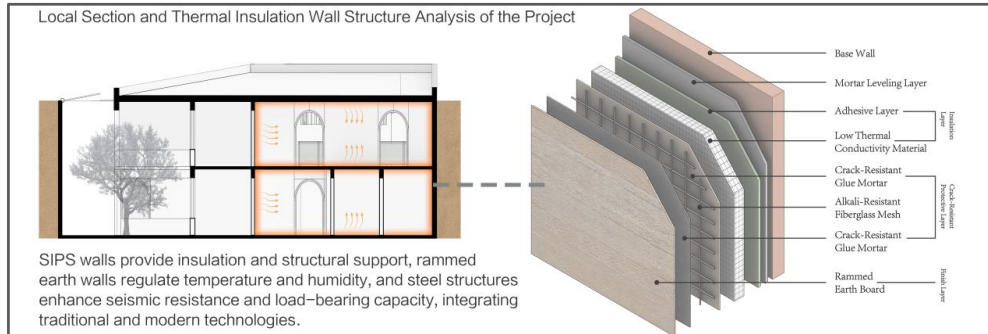 Local Section and Thermal Insulation Wall Structure Analysis of the Project
SIPS walls provide insulation and structural support, rammed
earth walls regulate temperature and humidity, and steel structures
enhance seismic resistance and load-bearing capacity, integrating
traditional and modern technologies.
Base Wall
Mortar Leveling Layer
Adhesive Layer
Low Thermal
Conductivity Material
Insulation
Layer
Crack-Resistant
Glue Mortar
Alkali-Resistant
Fiberglass Mesh
Crack-Resistant
Glue Mortar
Crack-Resistant
Protective Layer
Rammed
Earth Board
Finish Layer